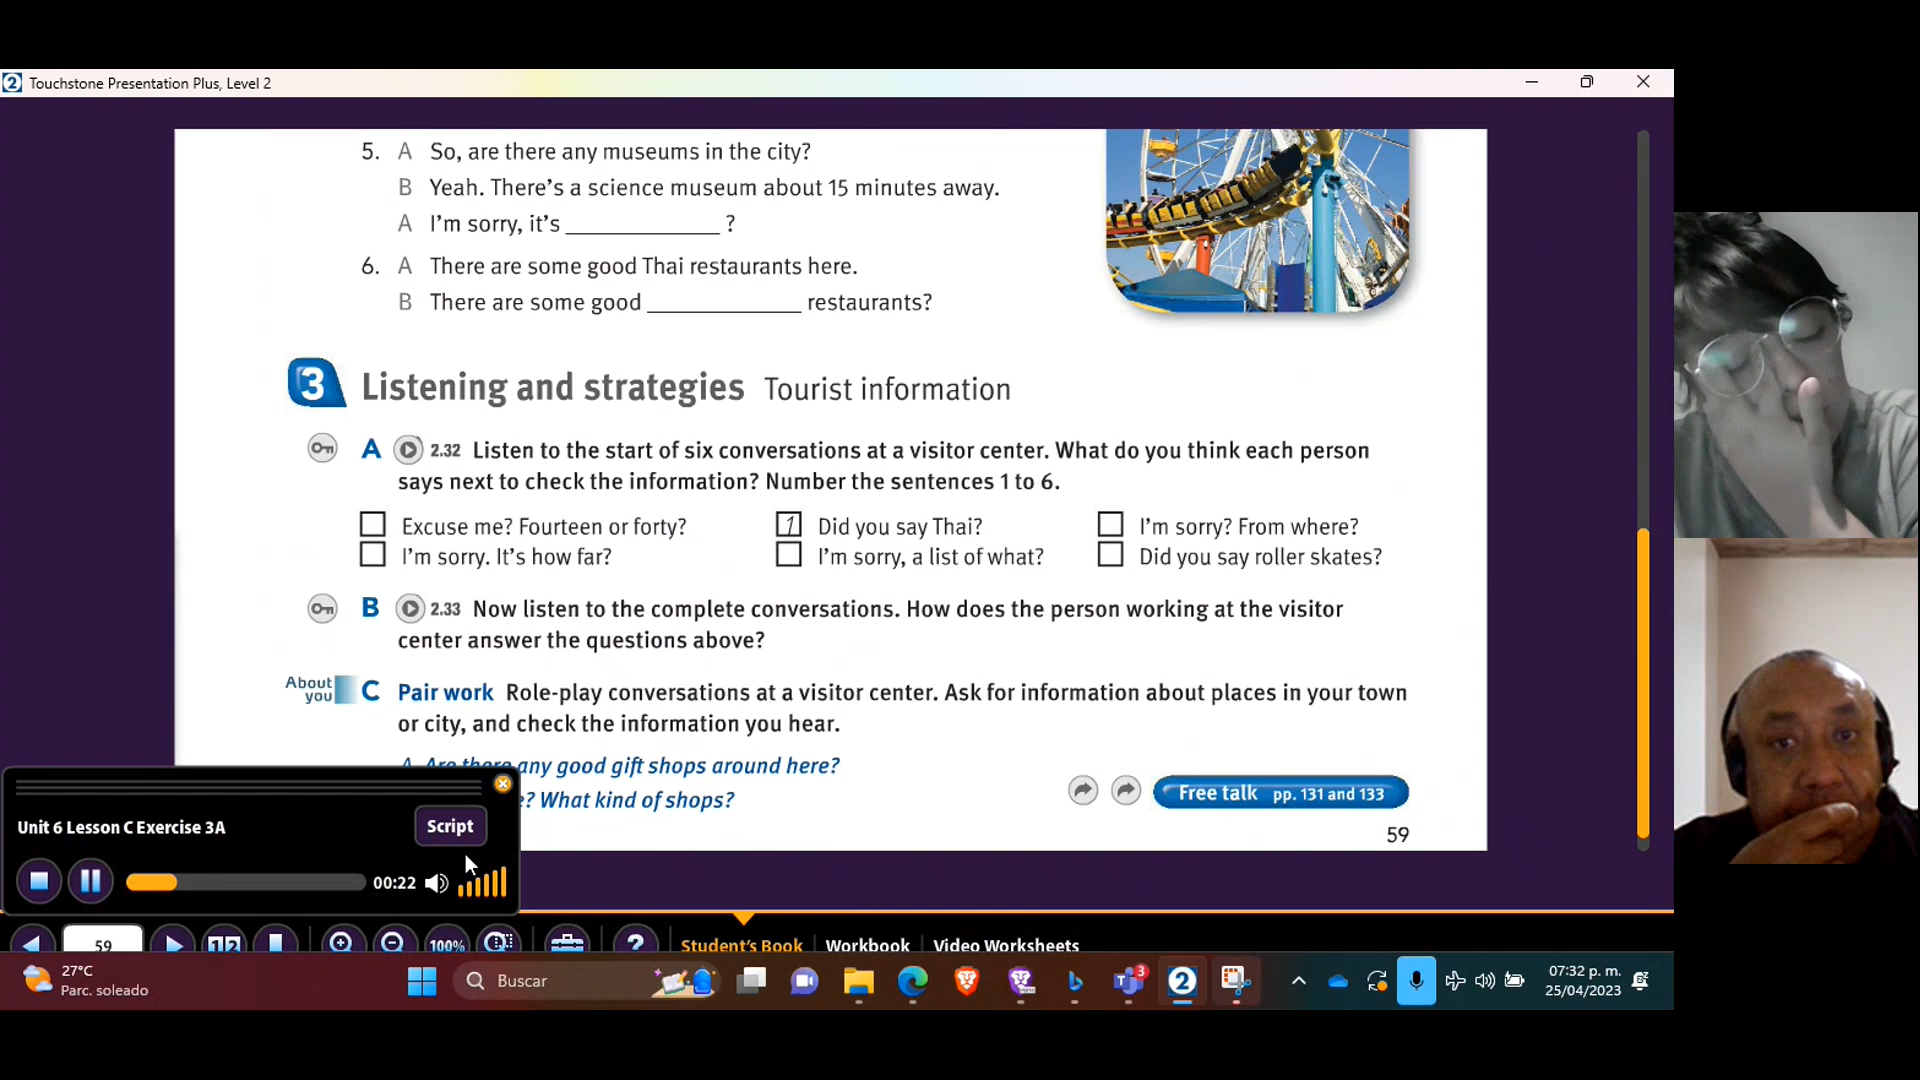 Touchstone Presentation Plus, Level 2
5. A So, are there any museums in the city?
B Yeah. There's a science museum about 15 minutes away.
A I'm sorry, it's ______________ ?
6. A There are some good Thai restaurants here.
B There are some good ______________ restaurants?
3 Listening and strategies Tourist information
A 2.32 Listen to the start of six conversations at a visitor center. What do you think each person
says next to check the information? Number the sentences 1 to 6.
Excuse me? Fourteen or forty? 1 Did you say Thai? I'm sorry? From where?
I'm sorry. It's how far? I'm sorry, a list of what? Did you say roller skates?
B 2.33 Now listen to the complete conversations. How does the person working at the visitor
center answer the questions above?
About you C Pair work Role-play conversations at a visitor center. Ask for information about places in your town
or city, and check the information you hear.
A Are there any good gift shops around here?
e? What kind of shops?
Free talk pp. 131 and 133
59
Unit 6 Lesson C Exercise 3A Script
00:22
59 12 100% ? Student's Book Workbook Video Worksheets
27°C
Parc. soleado
Buscar
3
2
07:32 p. m.
25/04/2023